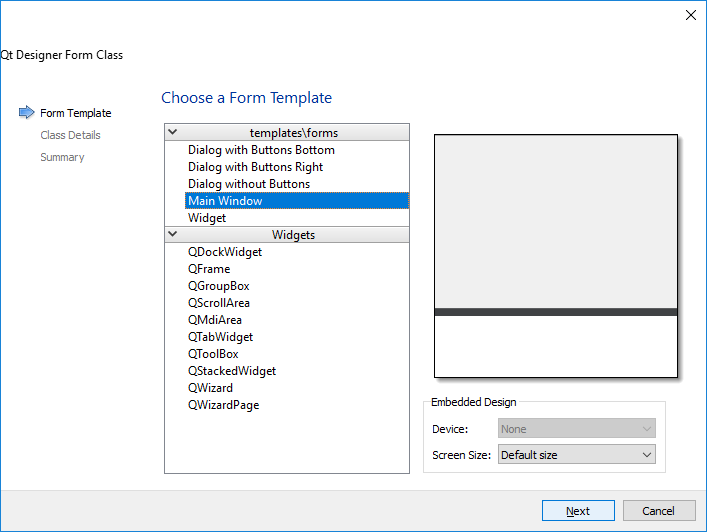 Qt Designer Form Class
Choose a Form Template
Form Template
Class Details
Summary
templates\forms
Dialog with Buttons Bottom
Dialog with Buttons Right
Dialog without Buttons
Main Window
Widget
Widgets
QDockWidget
QFrame
QGroupBox
QScrollArea
QMdiArea
QTabWidget
QToolBox
QStackedWidget
QWizard
QWizardPage
Embedded Design
Device: None
Screen Size: Default size
Next Cancel